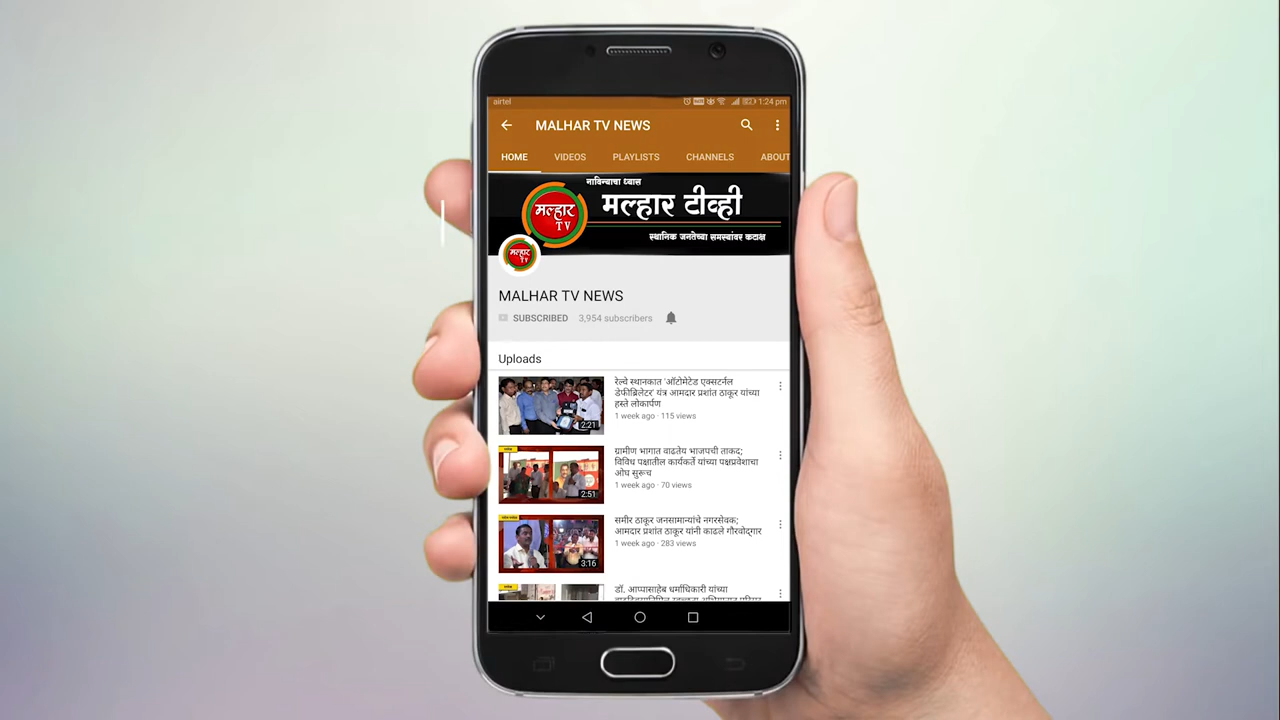 airtel
1:24 pm
MALHAR TV NEWS
HOME VIDEOS PLAYLISTS CHANNELS ABOUT
नाविन्याचा ध्यास
मल्हार टीव्ही
मल्हार
TV
स्थानिक जनतेच्या समस्यांवर कटाक्ष
मल्हार
TV
MALHAR TV NEWS
SUBSCRIBED 3,954 subscribers
Uploads
रेल्वे स्थानकात 'ऑटोमेटेड एक्सटर्नल
डेफीब्रिलेटर' यंत्र आमदार प्रशांत ठाकूर यांच्या
हस्ते लोकार्पण
1 week ago · 115 views
2:21
ग्रामीण भागात वाढतेय भाजपची ताकद;
विविध पक्षातील कार्यकर्ते यांच्या पक्षप्रवेशाचा
ओघ सुरूच
1 week ago · 70 views
2:51
समीर ठाकूर जनसामान्यांचे नगरसेवक;
आमदार प्रशांत ठाकूर यांनी काढले गौरवोद्गार
1 week ago · 283 views
3:16
डॉ. आप्पासाहेब धर्माधिकारी यांच्या